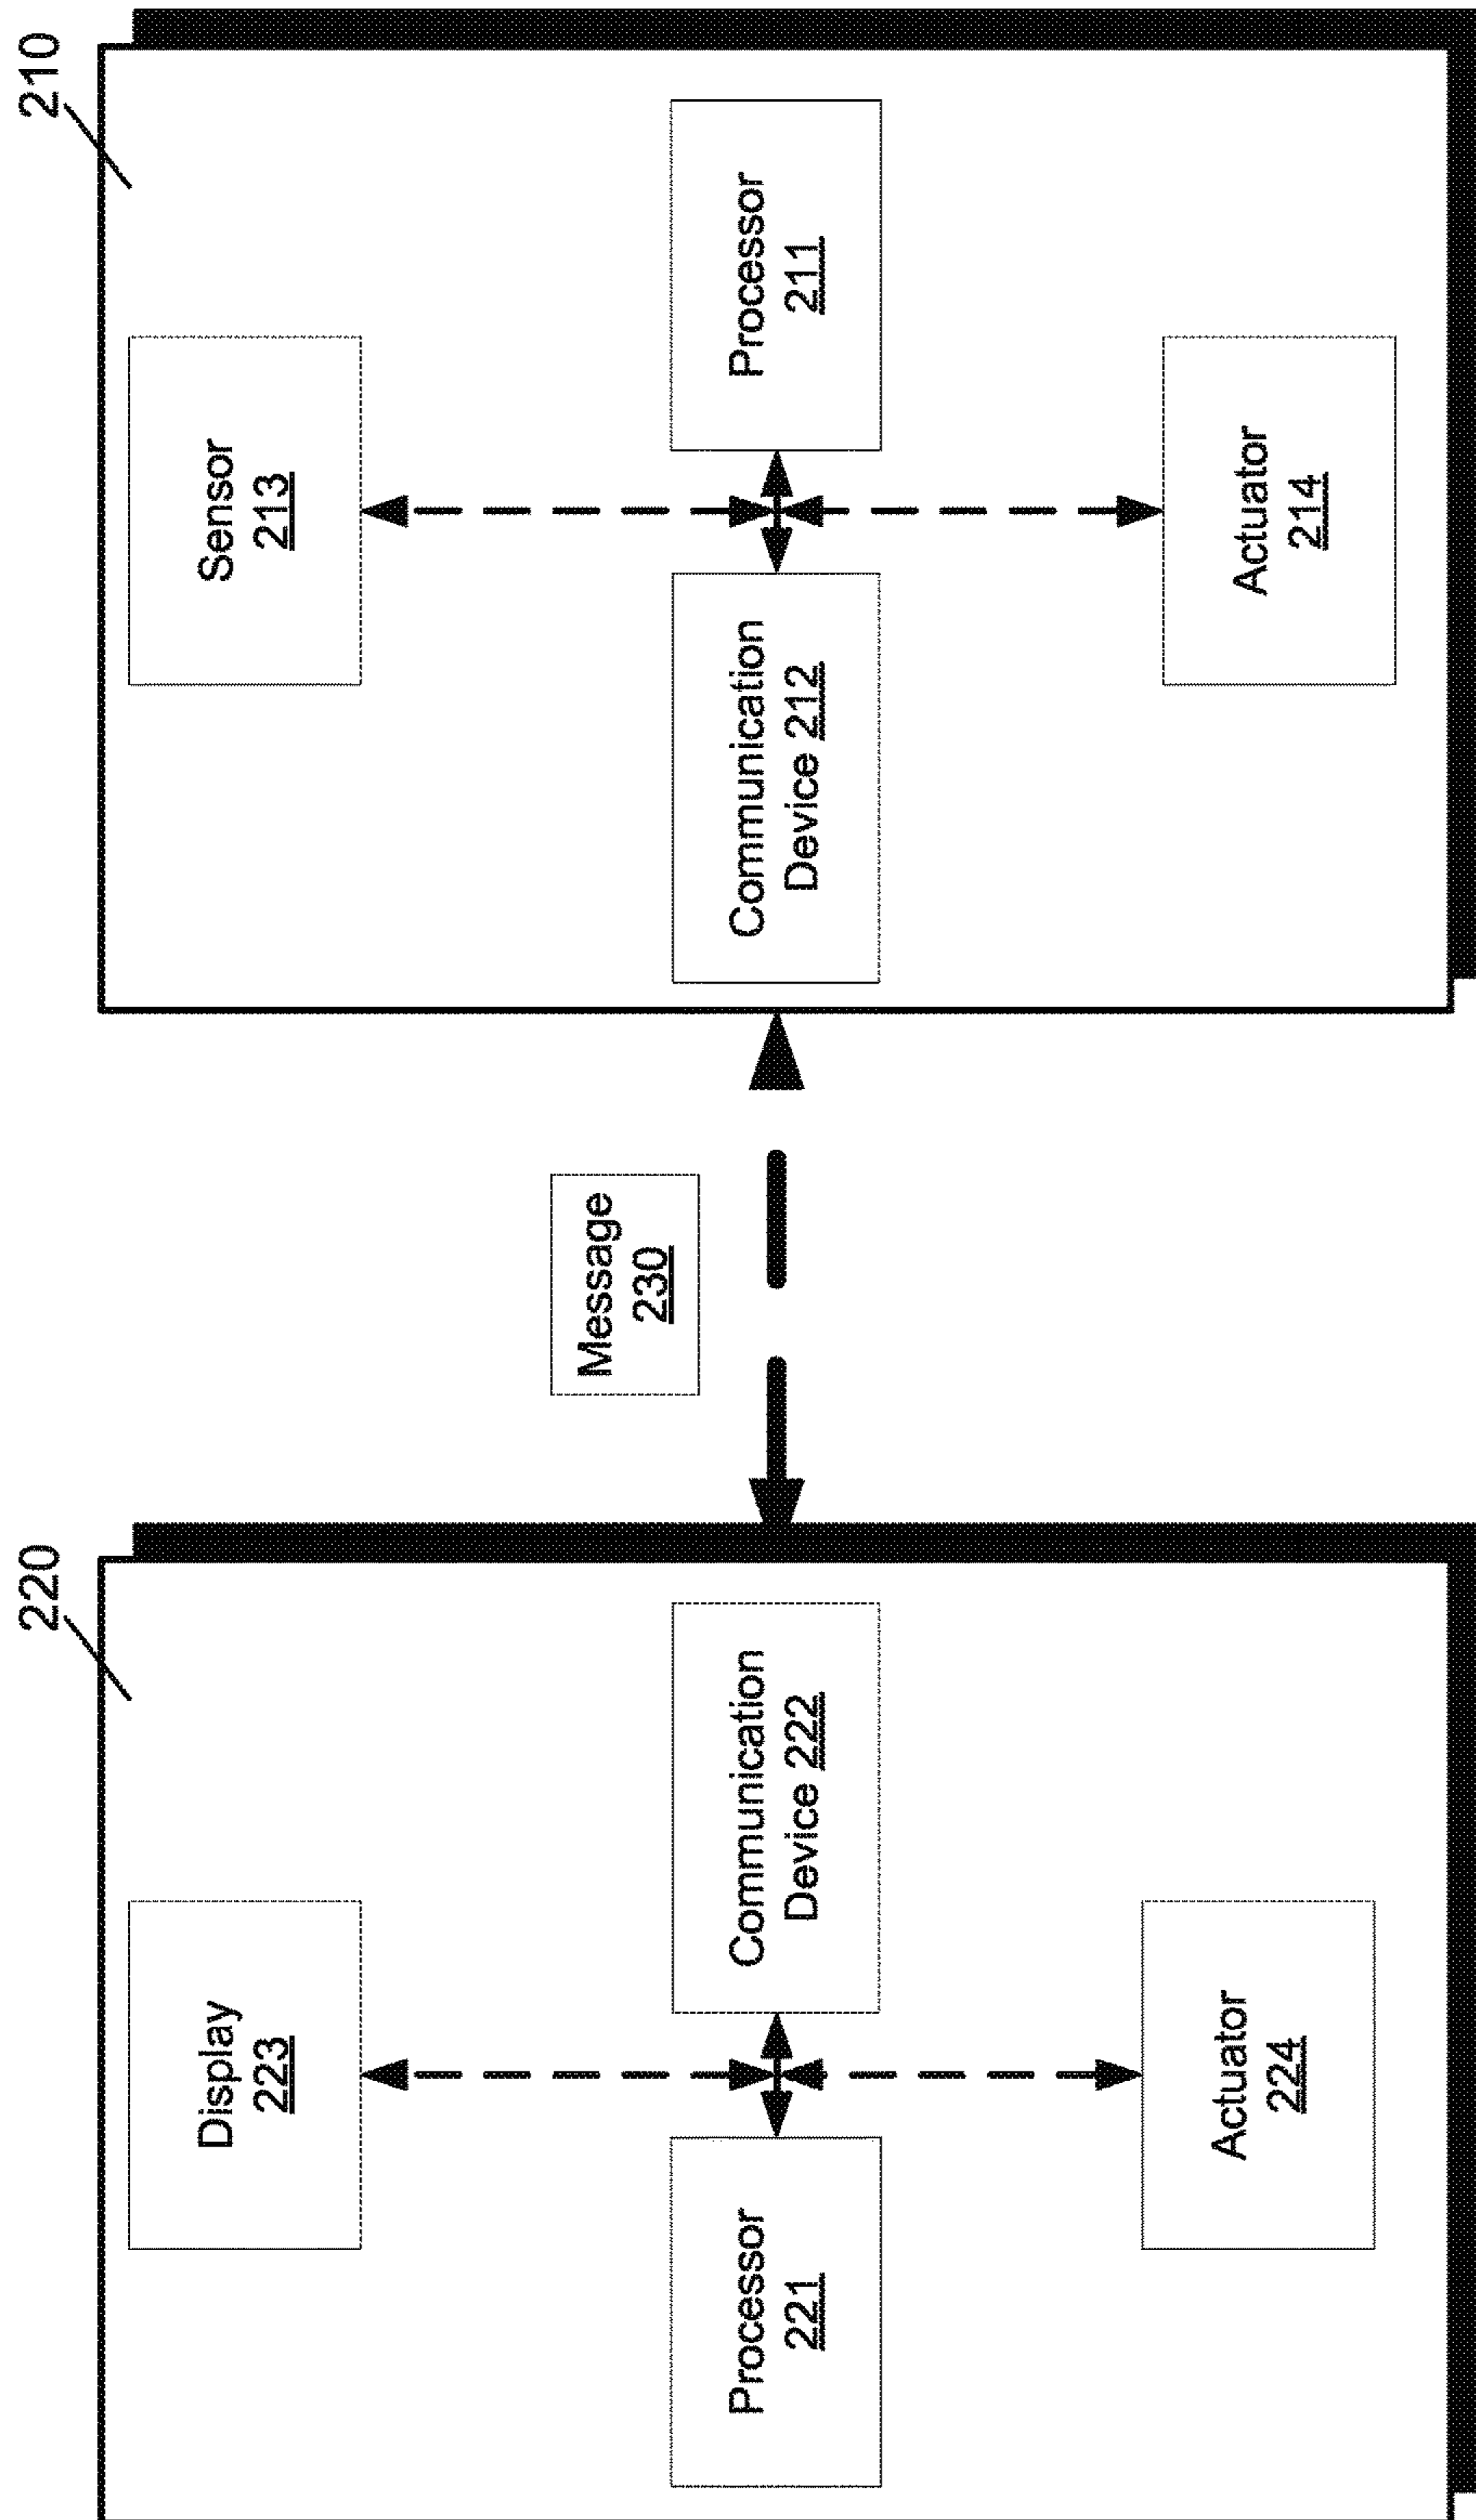 220
Display
223
Processor
221
Communication
Device 222
Actuator
224
Message
230
210
Sensor
213
Communication
Device 212
Processor
211
Actuator
214